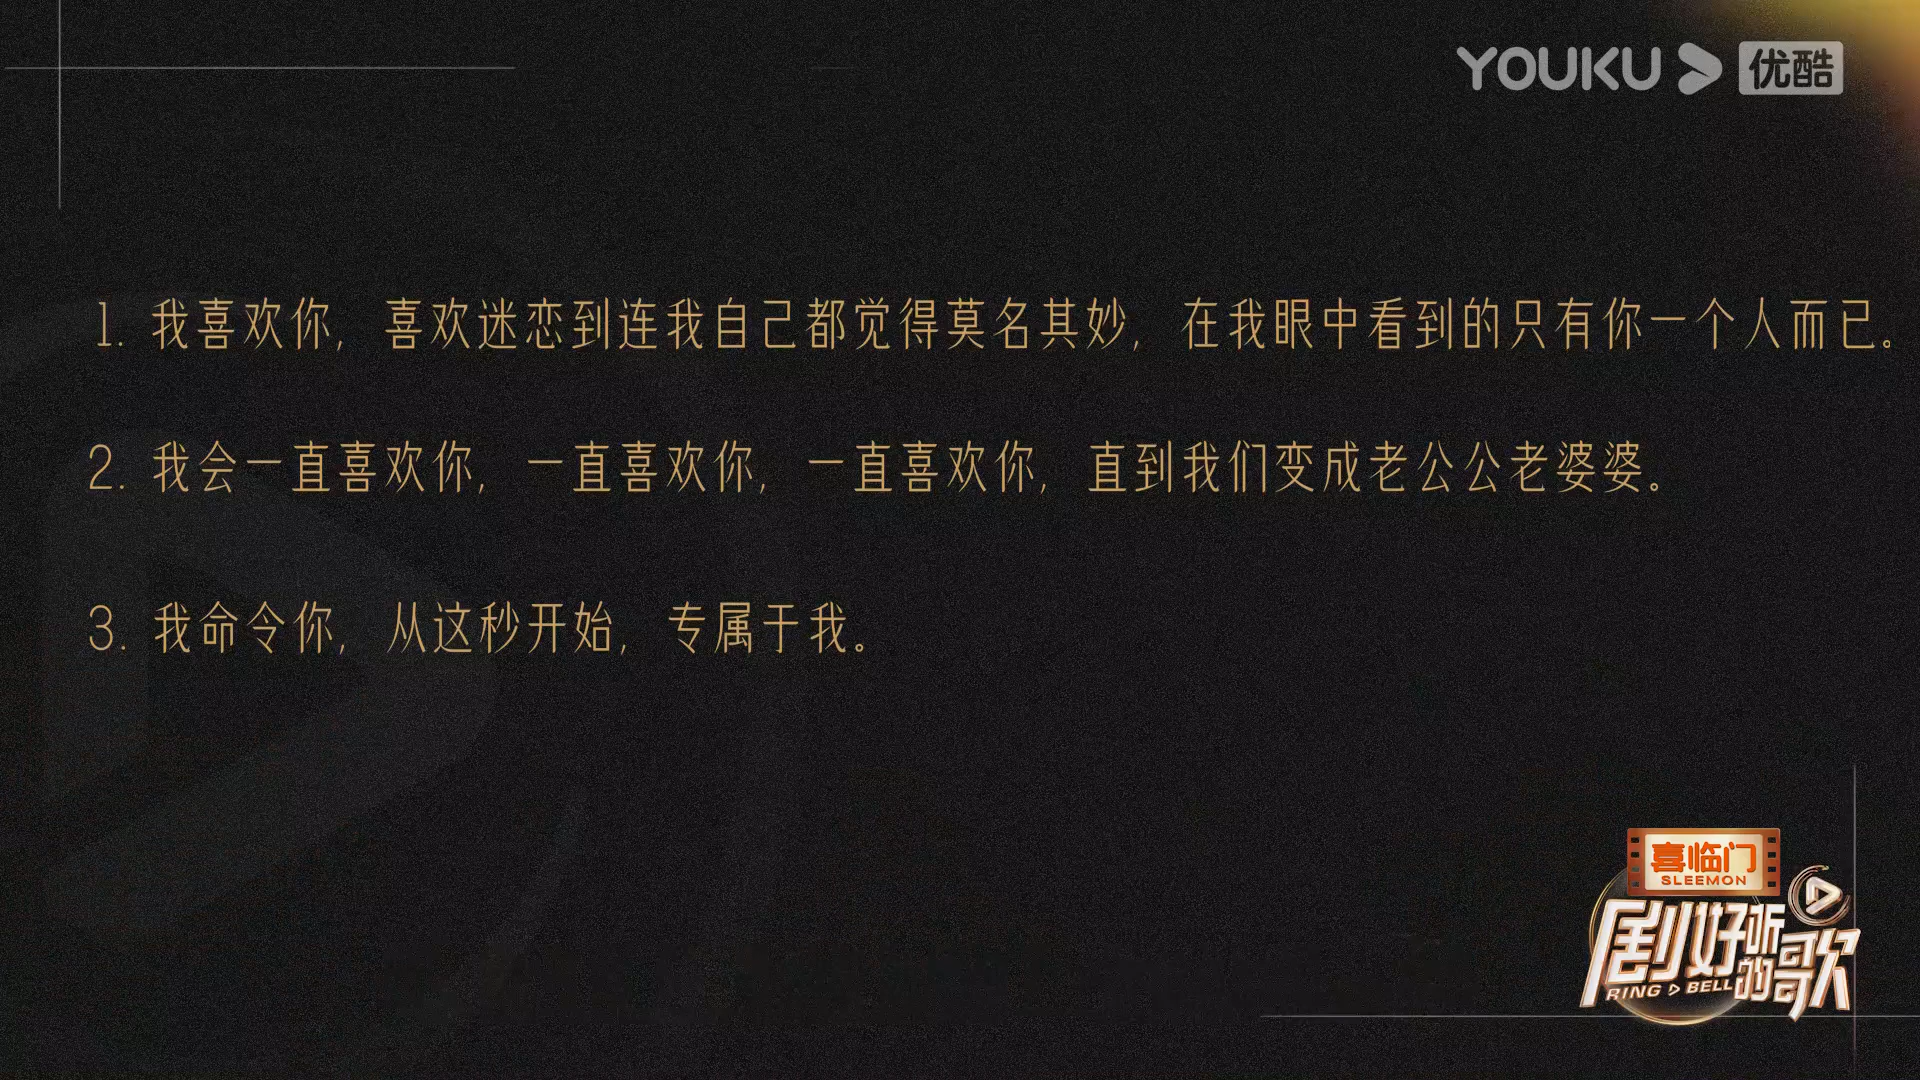 YOUKU 优酷
1. 我喜欢你，喜欢迷恋到连我自己都觉得莫名其妙，在我眼中看到的只有你一个人而已。
2. 我会一直喜欢你，一直喜欢你，一直喜欢你，直到我们变成老公公老婆婆。
3. 我命令你，从这秒开始，专属于我。
喜临门
SLEEMON
剧好听的歌
RING BELL